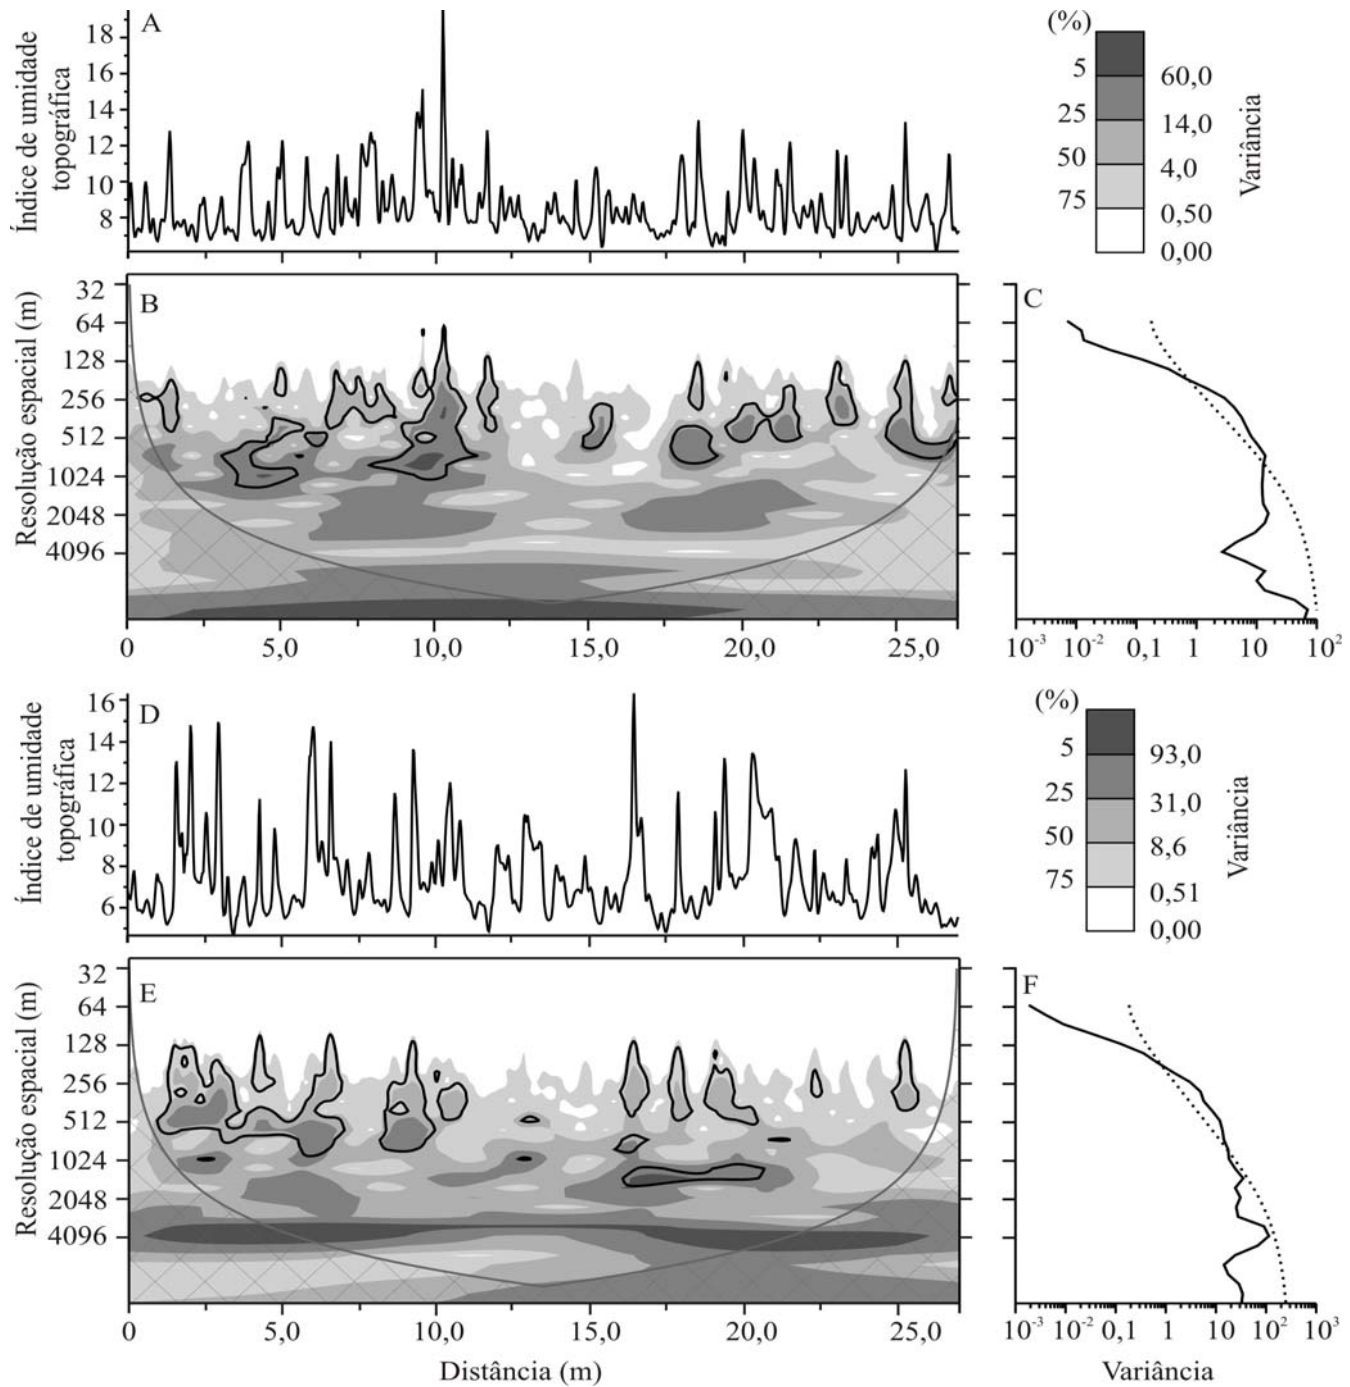 A
Índice de umidade
topográfica
18
16
14
12
10
8
(%)
5
25
50
75
60,0
14,0
4,0
0,50
0,00
Variância
B
Resolução espacial (m)
32
64
128
256
512
1024
2048
4096
0 5,0 10,0 15,0 20,0 25,0
C
10-3 10-2 0,1 1 10 102
D
Índice de umidade
topográfica
16
14
12
10
8
6
(%)
5
25
50
75
93,0
31,0
8,6
0,51
0,00
Variância
E
Resolução espacial (m)
32
64
128
256
512
1024
2048
4096
0 5,0 10,0 15,0 20,0 25,0
Distância (m)
F
10-3 10-2 0,1 1 10 102 103
Variância